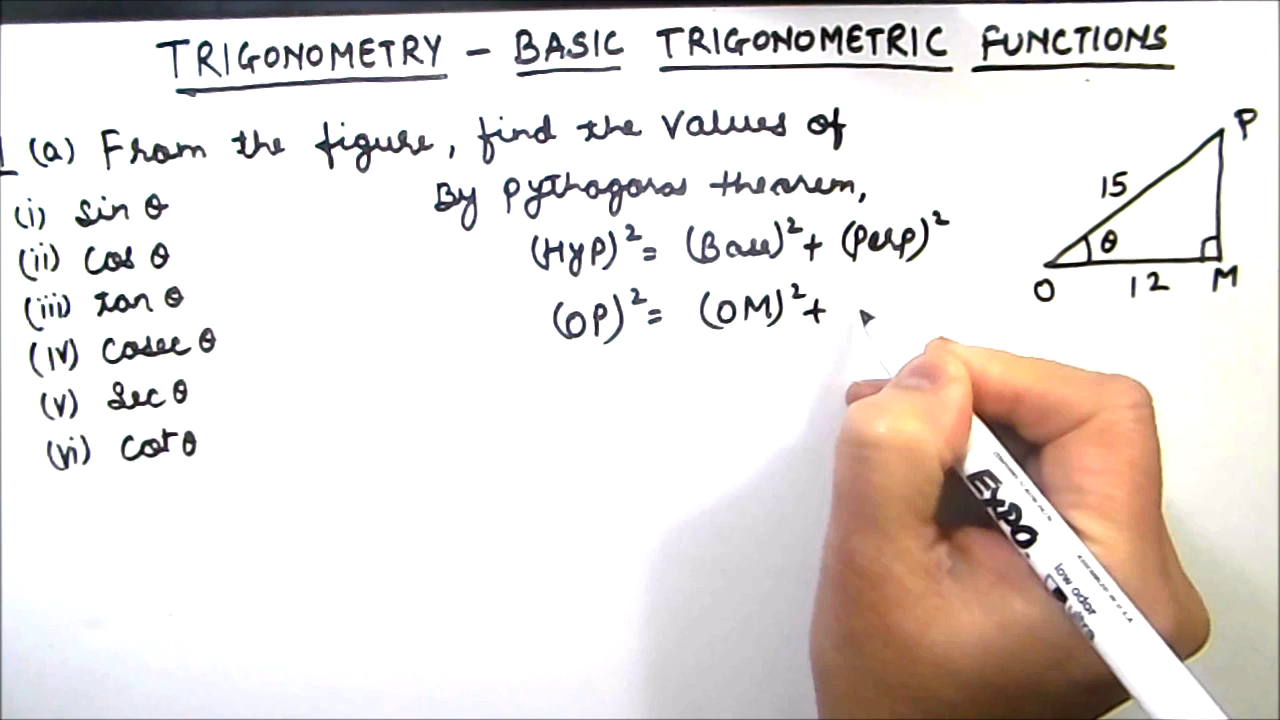 TRIGONOMETRY - BASIC TRIGONOMETRIC FUNCTIONS
1 (a) From the figure, find the values of
(i) sin θ
(ii) cos θ
(iii) tan θ
(iv) cosec θ
(v) sec θ
(vi) cot θ
By Pythagoras theorem,
(Hyp)² = (Base)² + (Perp)²
(OP)² = (OM)² +
P
15
θ
O
12
M
EXPO
low odor